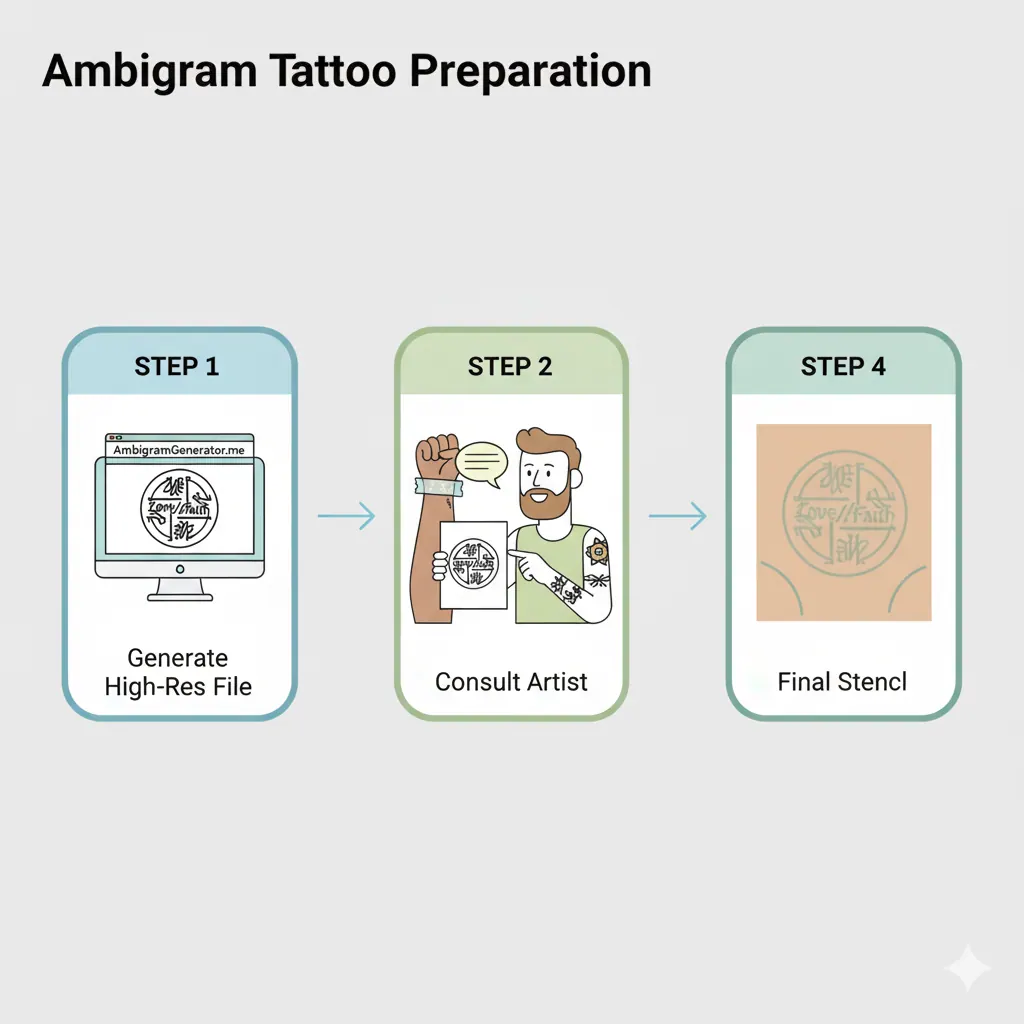 Ambigram Tattoo Preparation
STEP 1
AmbigramGenerator.me
Love//Faith
Generate
High-Res File
STEP 2
Consult Artist
STEP 4
Love//Faith
Final Stencl